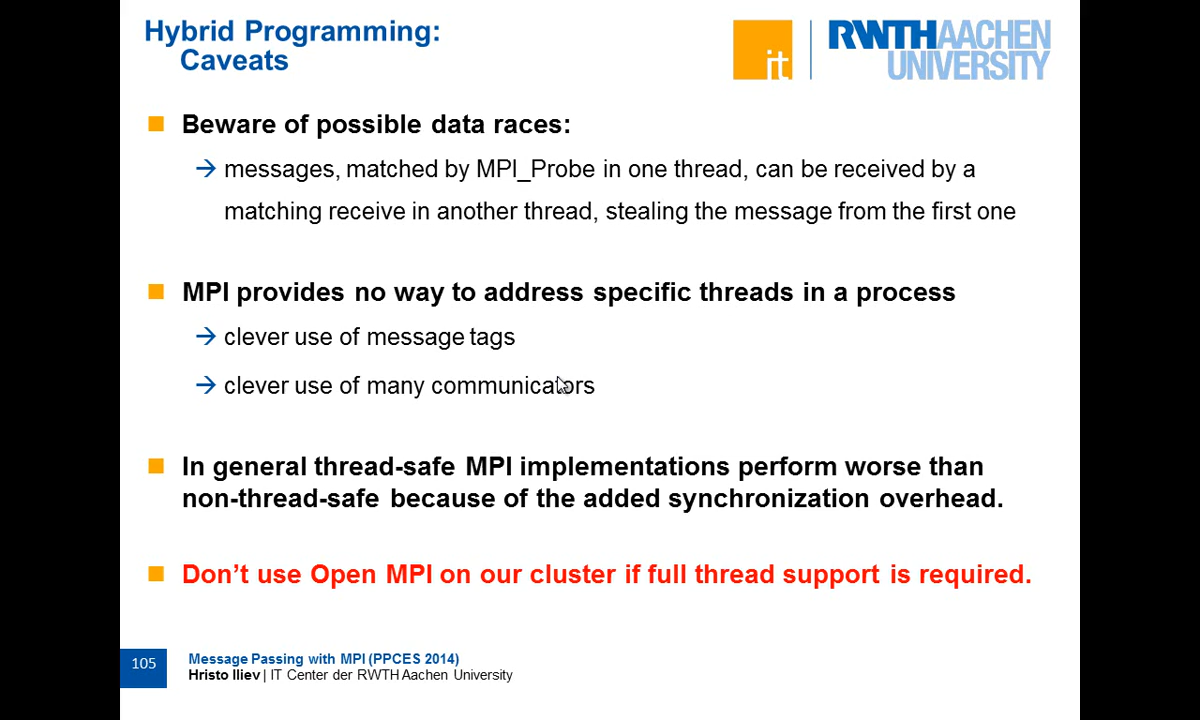 Hybrid Programming:
Caveats
it
RWTHAACHEN
UNIVERSITY
Beware of possible data races:
→ messages, matched by MPI_Probe in one thread, can be received by a
matching receive in another thread, stealing the message from the first one
MPI provides no way to address specific threads in a process
→ clever use of message tags
→ clever use of many communicators
In general thread-safe MPI implementations perform worse than
non-thread-safe because of the added synchronization overhead.
Don’t use Open MPI on our cluster if full thread support is required.
105
Message Passing with MPI (PPCES 2014)
Hristo Iliev | IT Center der RWTH Aachen University